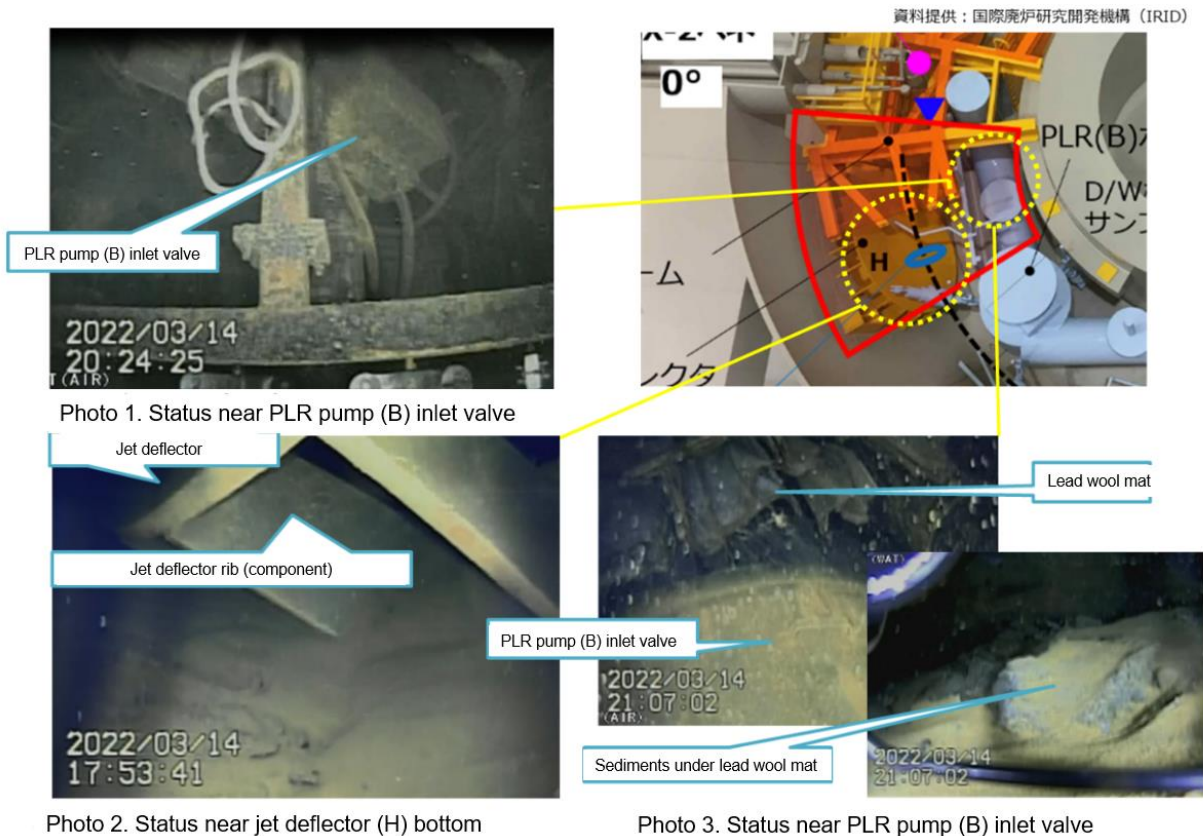 資料提供：国際廃炉研究開発機構（IRID）
0°
PLR(B)ポ
D/W
サンプ
H
ーム
レクタ
PLR pump (B) inlet valve
2022/03/14
20:24:25
(AIR)
Photo 1. Status near PLR pump (B) inlet valve
Jet deflector
Jet deflector rib (component)
2022/03/14
17:53:41
Photo 2. Status near jet deflector (H) bottom
Lead wool mat
PLR pump (B) inlet valve
2022/03/14
21:07:02
(AIR)
(WAT)
Sediments under lead wool mat
2022/03/14
21:07:02
Photo 3. Status near PLR pump (B) inlet valve